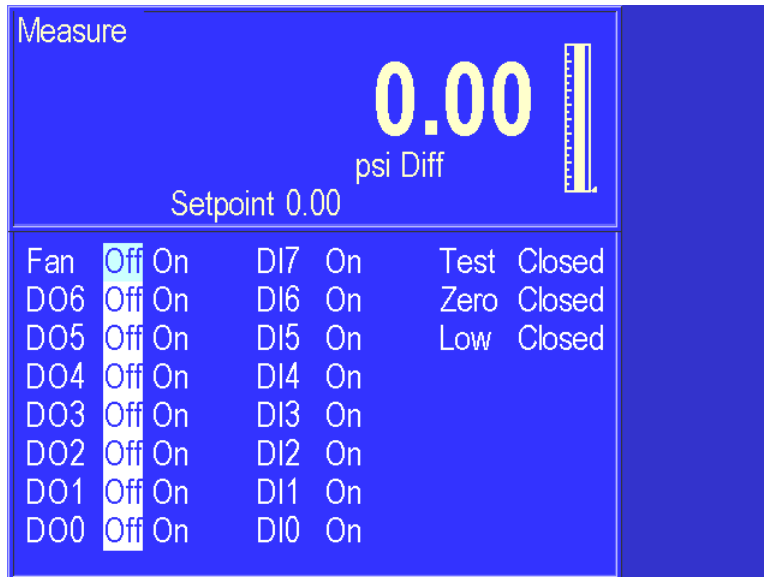 Measure
0.00
psi Diff
Setpoint 0.00
Fan Off On DI7 On Test Closed
DO6 Off On DI6 On Zero Closed
DO5 Off On DI5 On Low Closed
DO4 Off On DI4 On
DO3 Off On DI3 On
DO2 Off On DI2 On
DO1 Off On DI1 On
DO0 Off On DI0 On